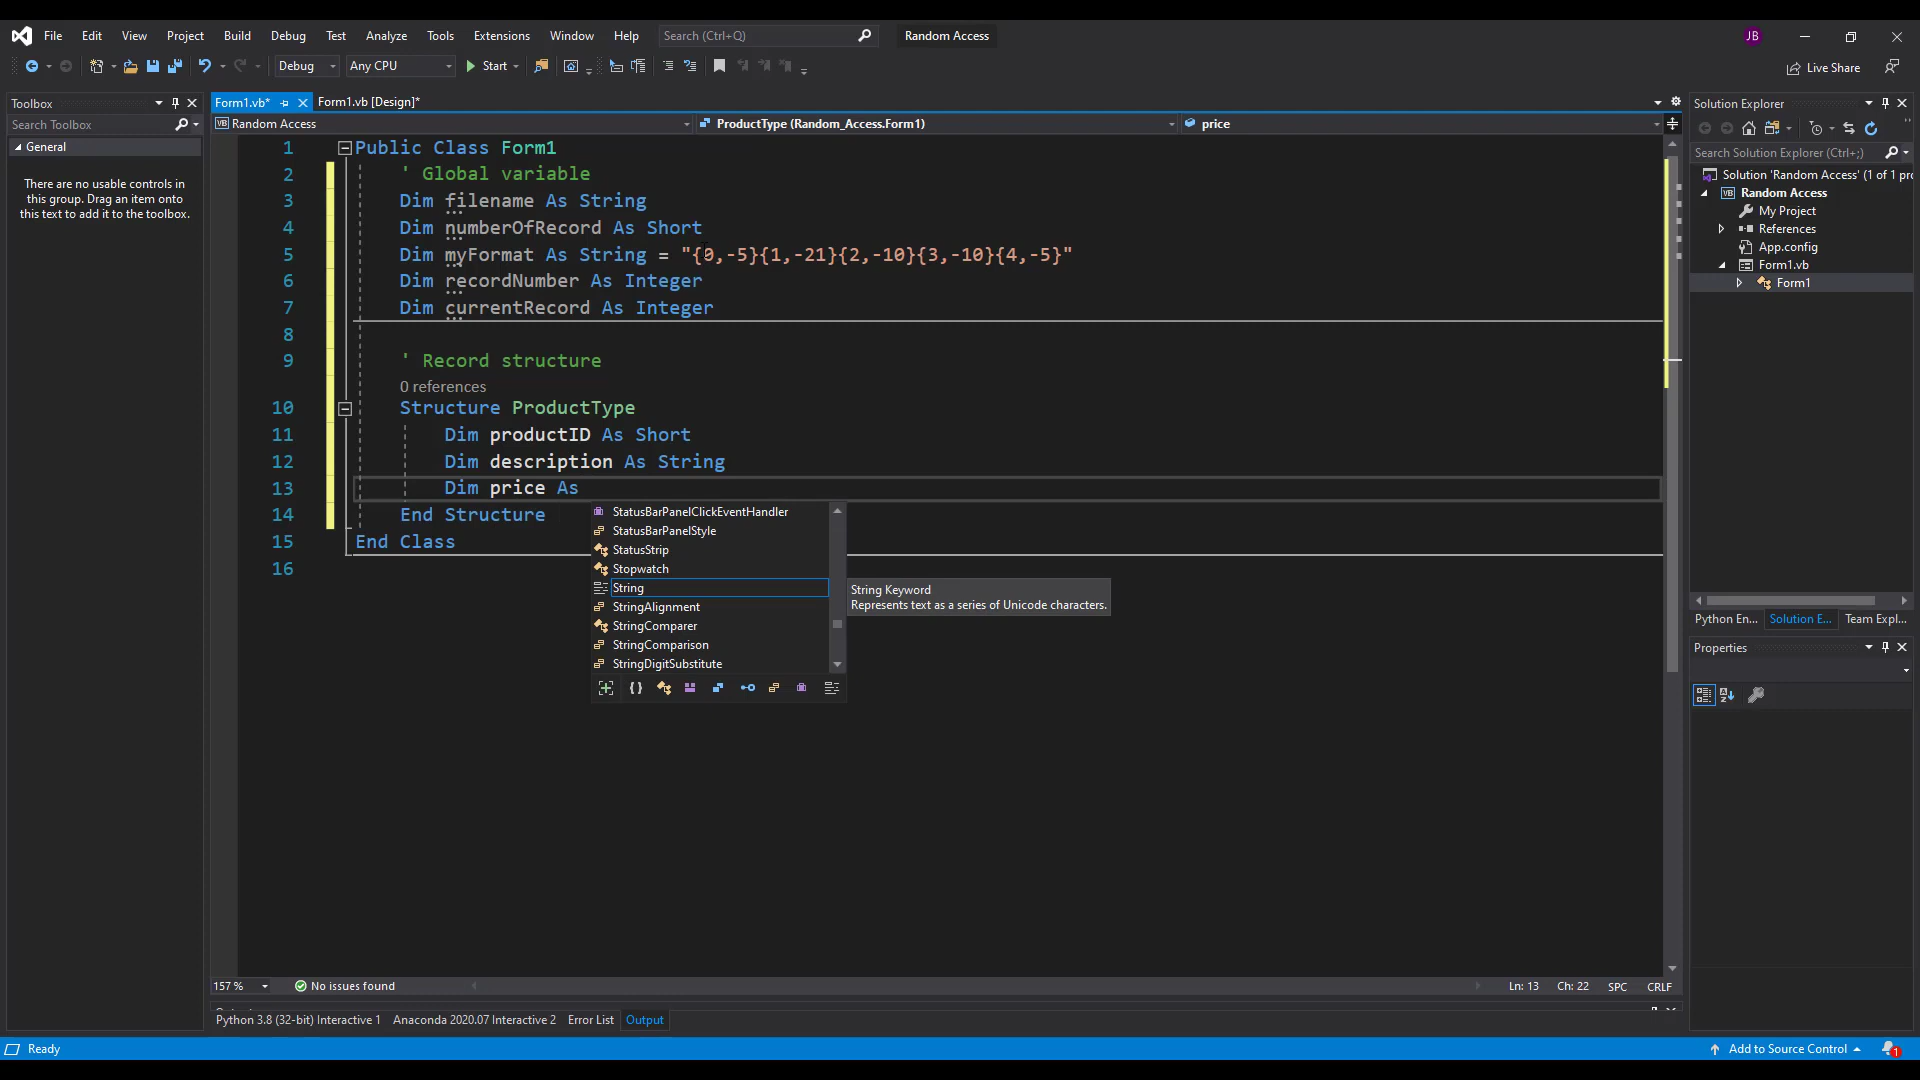 File Edit View Project Build Debug Test Analyze Tools Extensions Window Help Search (Ctrl+Q) Random Access JB
Debug Any CPU Start Live Share
Toolbox
Search Toolbox
General
There are no usable controls in
this group. Drag an item onto
this text to add it to the toolbox.
Form1.vb* Form1.vb [Design]*
Random Access ProductType (Random_Access.Form1) price
1 Public Class Form1
2 ' Global variable
3 Dim filename As String
4 Dim numberOfRecord As Short
5 Dim myFormat As String = "{0,-5}{1,-21}{2,-10}{3,-10}{4,-5}"
6 Dim recordNumber As Integer
7 Dim currentRecord As Integer
8
9 ' Record structure
0 references
10 Structure ProductType
11 Dim productID As Short
12 Dim description As String
13 Dim price As
14 End Structure
15 End Class
16
StatusBarPanelClickEventHandler
StatusBarPanelStyle
StatusStrip
Stopwatch
String
StringAlignment
StringComparer
StringComparison
StringDigitSubstitute
String Keyword
Represents text as a series of Unicode characters.
157 % No issues found Ln: 13 Ch: 22 SPC CRLF
Python 3.8 (32-bit) Interactive 1 Anaconda 2020.07 Interactive 2 Error List Output
Solution Explorer
Search Solution Explorer (Ctrl+;)
Solution 'Random Access' (1 of 1 pr
Random Access
My Project
References
App.config
Form1.vb
Form1
Python En... Solution E... Team Expl...
Properties
Ready Add to Source Control 1